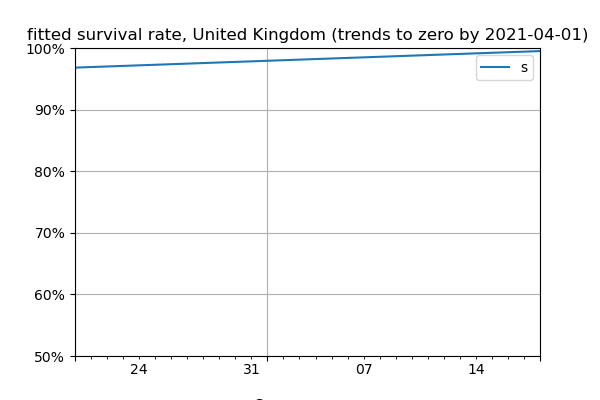 fitted survival rate, United Kingdom (trends to zero by 2021-04-01)
100%
s
90%
80%
70%
60%
50%
24 31 07 14